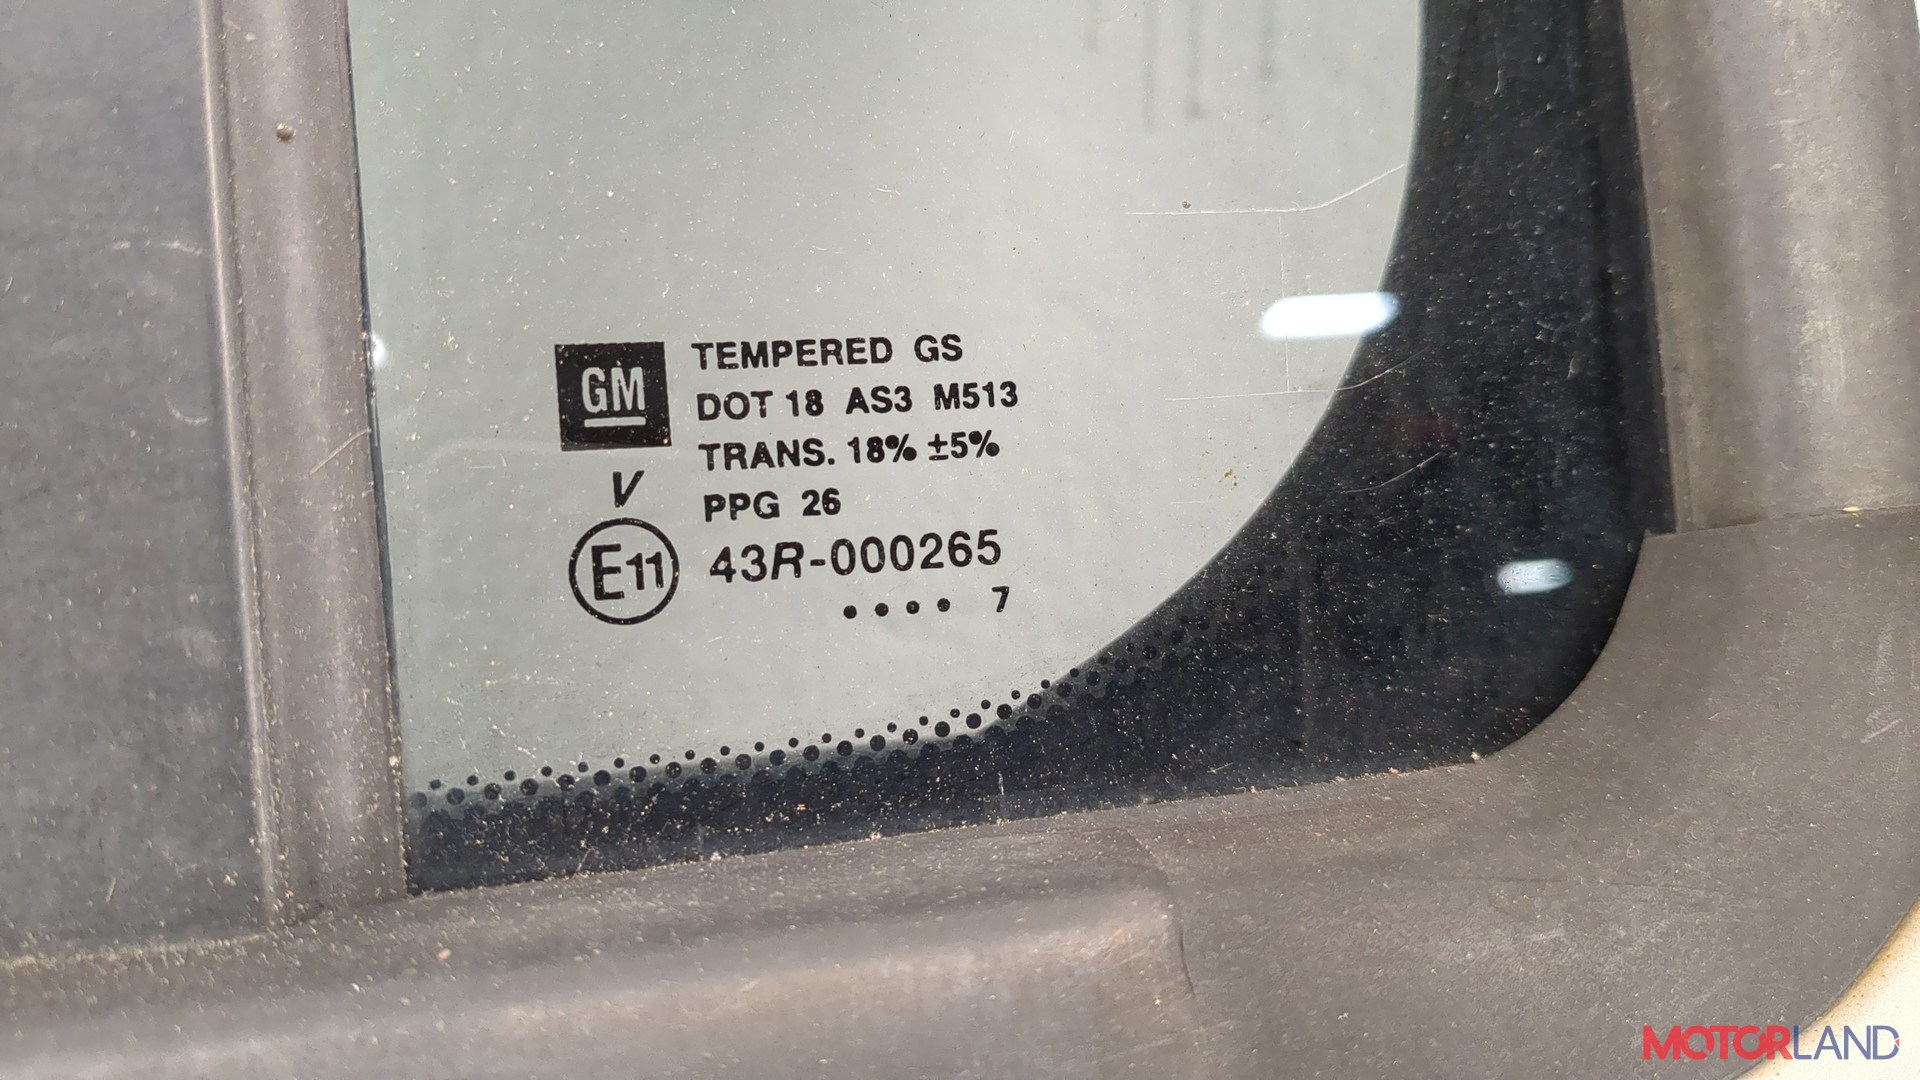 GM
TEMPERED GS
DOT 18 AS3 M513
TRANS. 18% ±5%
V
PPG 26
E11 43R-000265
•••• 7
MOTORLAND